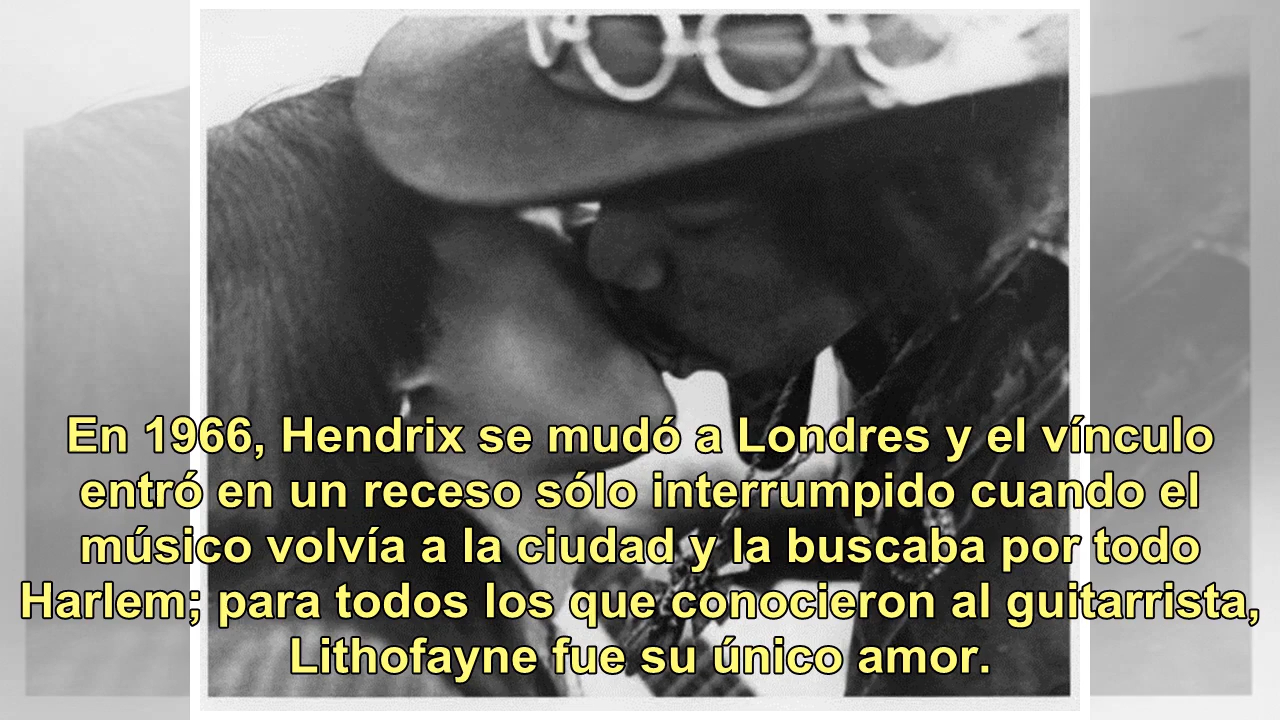 En 1966, Hendrix se mudó a Londres y el vínculo
entró en un receso sólo interrumpido cuando el
músico volvía a la ciudad y la buscaba por todo
Harlem; para todos los que conocieron al guitarrista,
Lithofayne fue su único amor.